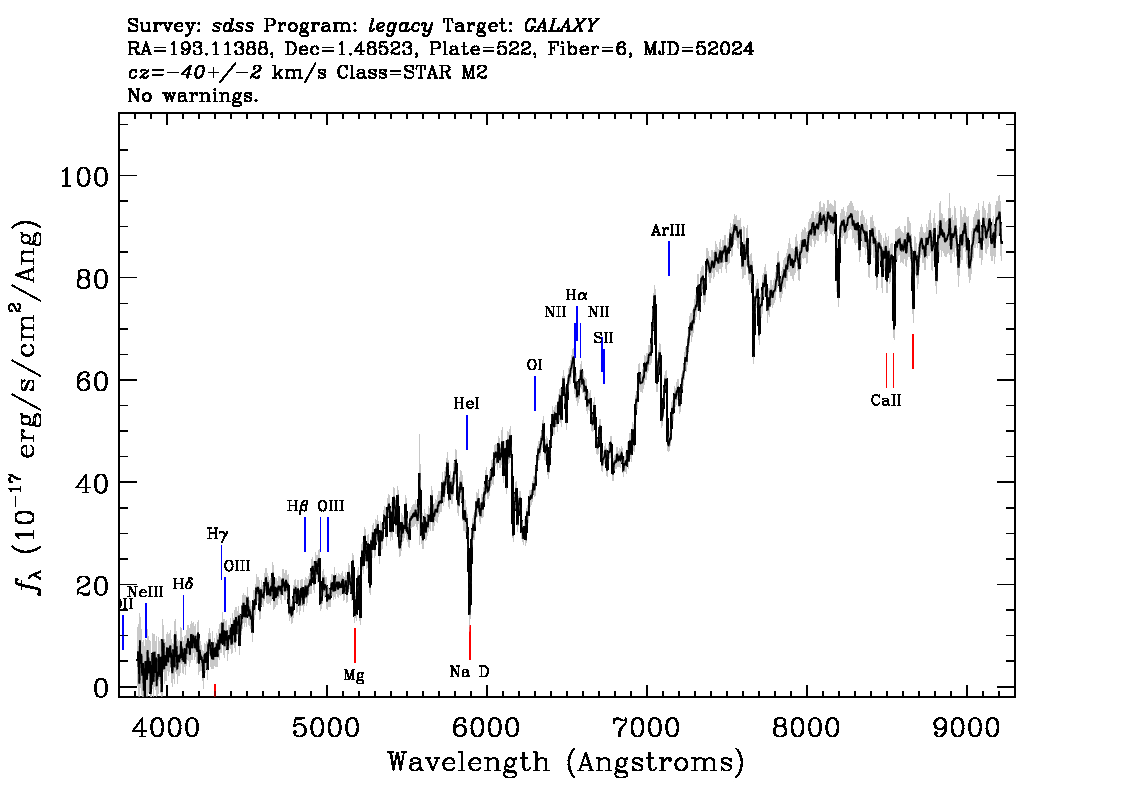 Survey: sdss Program: legacy Target: GALAXY
RA=193.11388, Dec=1.48523, Plate=522, Fiber=6, MJD=52024
cz=−40+/−2 km/s Class=STAR M2
No warnings.
ArIII
Hα
NII NII
SII
OI
HeI
Hβ OIII
Hγ
OIII
Hδ
NeIII
OII
Mg
Na D
CaII
100
80
60
40
20
0
4000 5000 6000 7000 8000 9000
Wavelength (Angstroms)
fλ (10⁻¹⁷ erg/s/cm²/Ang)